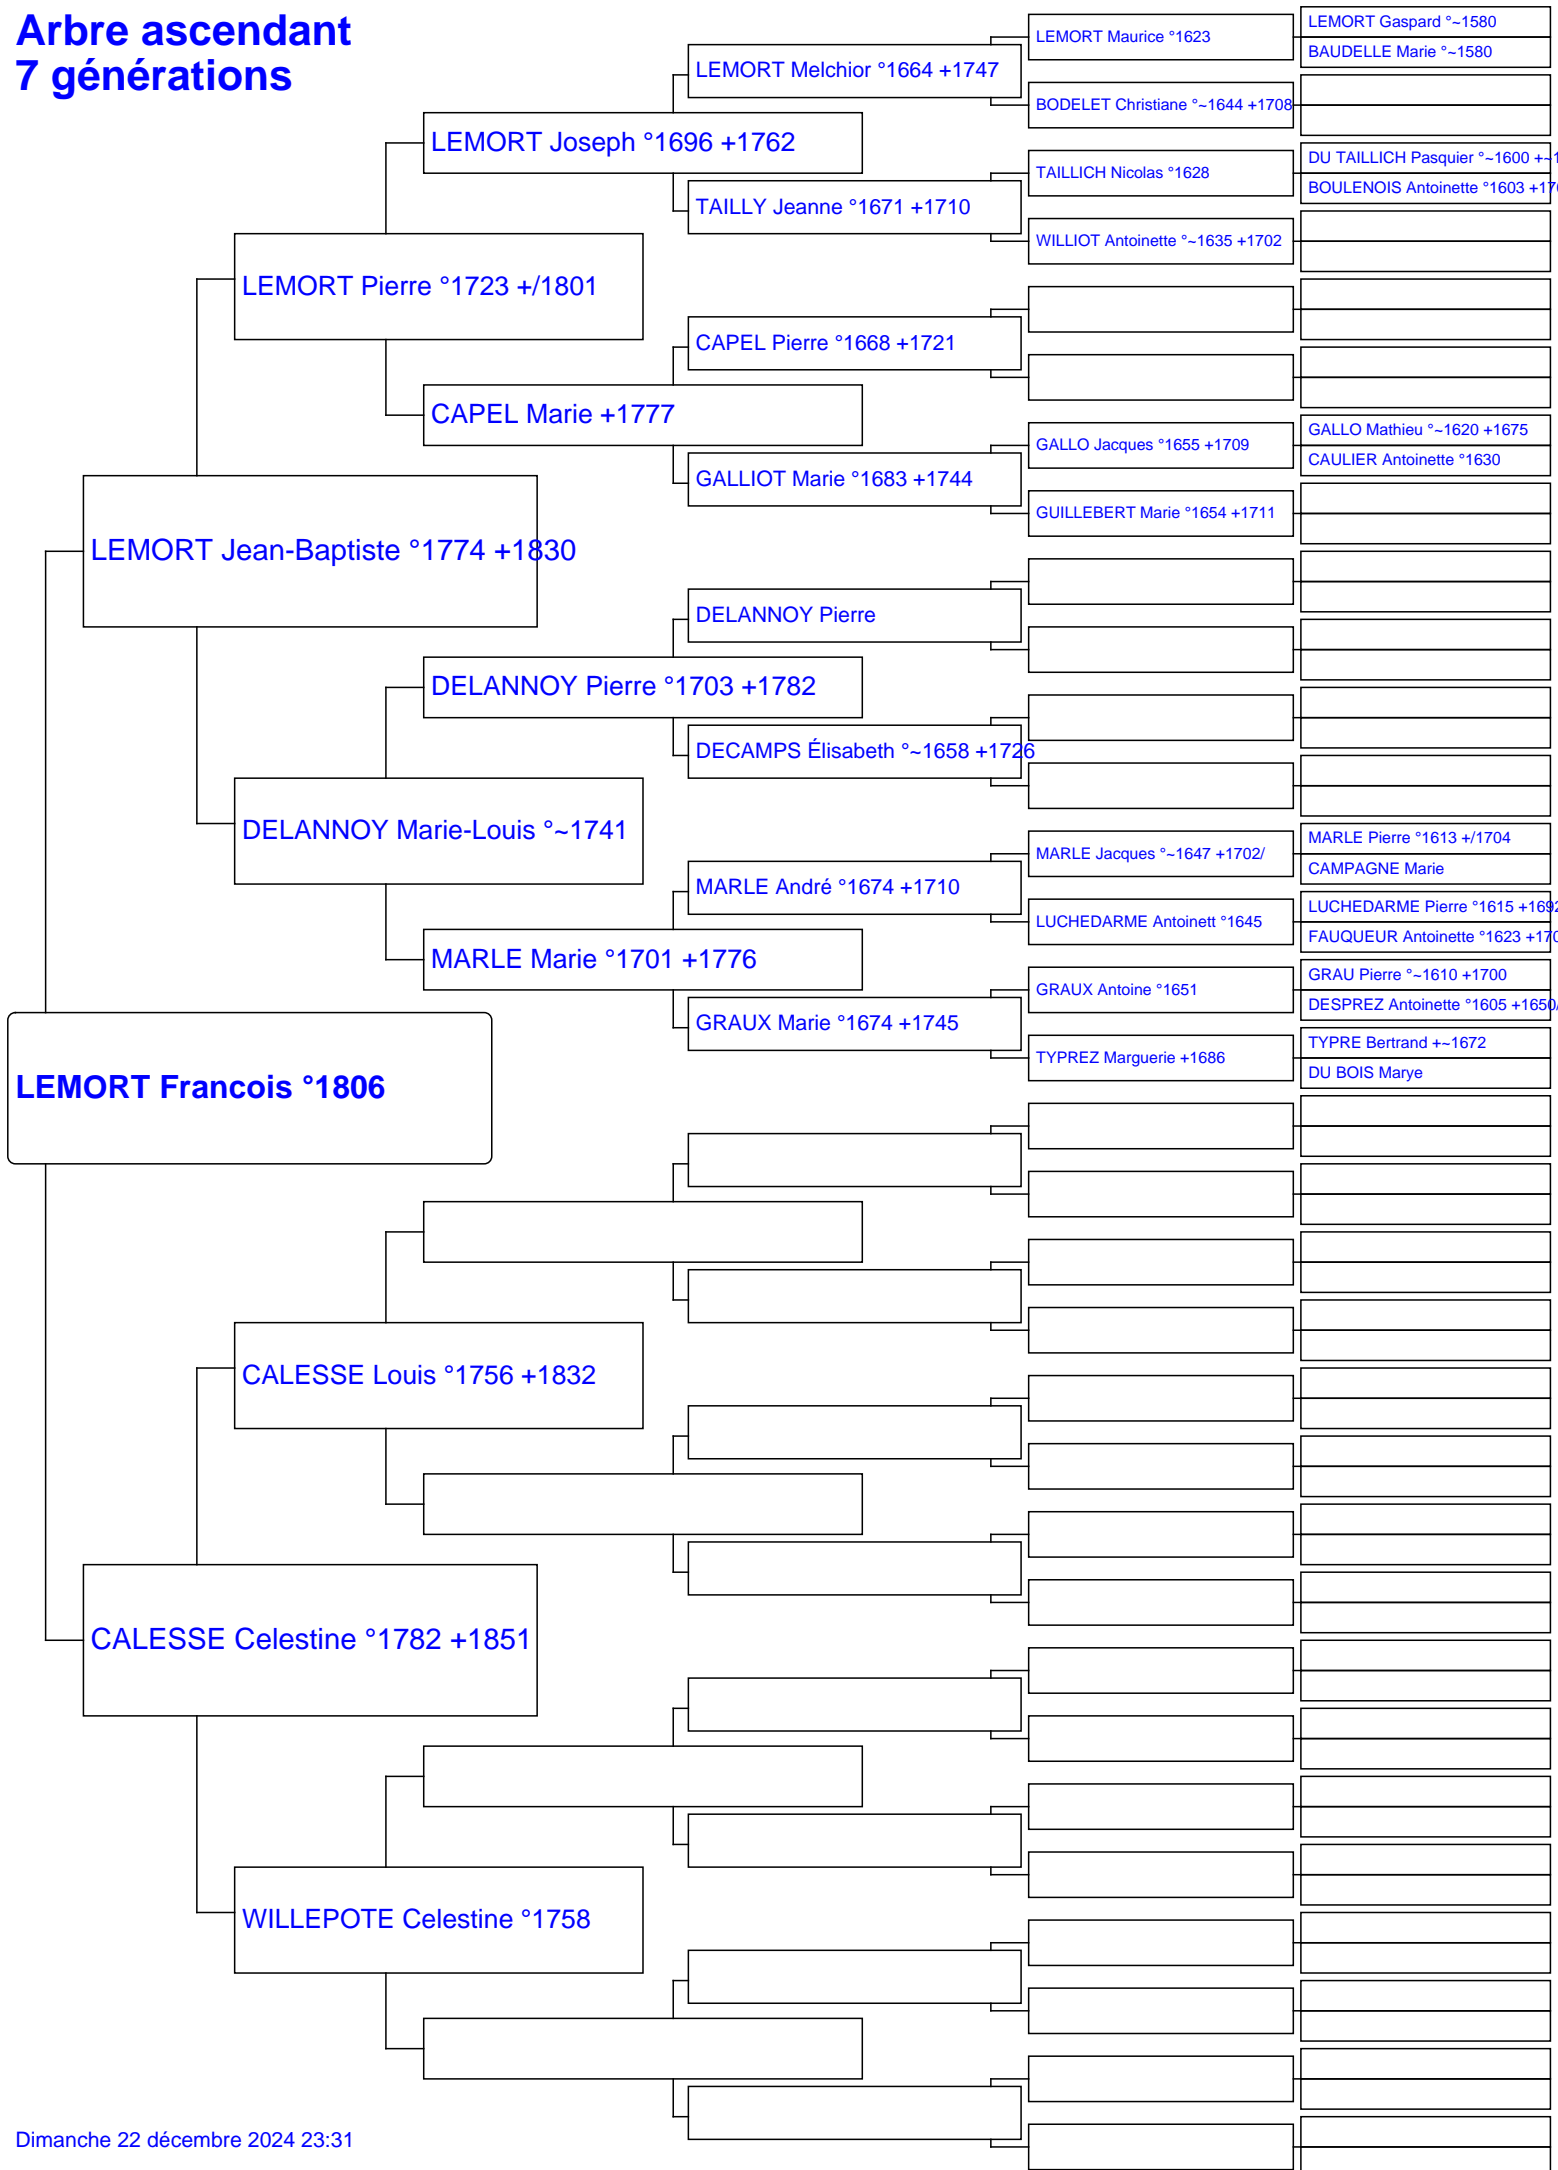 Arbre ascendant
7 générations
LEMORT Francois °1806
LEMORT Jean-Baptiste °1774 +1830
CALESSE Celestine °1782 +1851
LEMORT Pierre °1723 +/1801
DELANNOY Marie-Louis °~1741
CALESSE Louis °1756 +1832
WILLEPOTE Celestine °1758
LEMORT Joseph °1696 +1762
CAPEL Marie +1777
DELANNOY Pierre °1703 +1782
MARLE Marie °1701 +1776
LEMORT Melchior °1664 +1747
TAILLY Jeanne °1671 +1710
CAPEL Pierre °1668 +1721
GALLIOT Marie °1683 +1744
DELANNOY Pierre
DECAMPS Élisabeth °~1658 +1726
MARLE André °1674 +1710
GRAUX Marie °1674 +1745
LEMORT Maurice °1623
BODELET Christiane °~1644 +1708
TAILLICH Nicolas °1628
WILLIOT Antoinette °~1635 +1702
GALLO Jacques °1655 +1709
GUILLEBERT Marie °1654 +1711
MARLE Jacques °~1647 +1702/
LUCHEDARME Antoinett °1645
GRAUX Antoine °1651
TYPREZ Marguerie +1686
LEMORT Gaspard °~1580
BAUDELLE Marie °~1580
DU TAILLICH Pasquier °~1600 +~1
BOULENOIS Antoinette °1603 +17
GALLO Mathieu °~1620 +1675
CAULIER Antoinette °1630
MARLE Pierre °1613 +/1704
CAMPAGNE Marie
LUCHEDARME Pierre °1615 +1692
FAUQUEUR Antoinette °1623 +170
GRAU Pierre °~1610 +1700
DESPREZ Antoinette °1605 +1650/
TYPRE Bertrand +~1672
DU BOIS Marye
Dimanche 22 décembre 2024 23:31